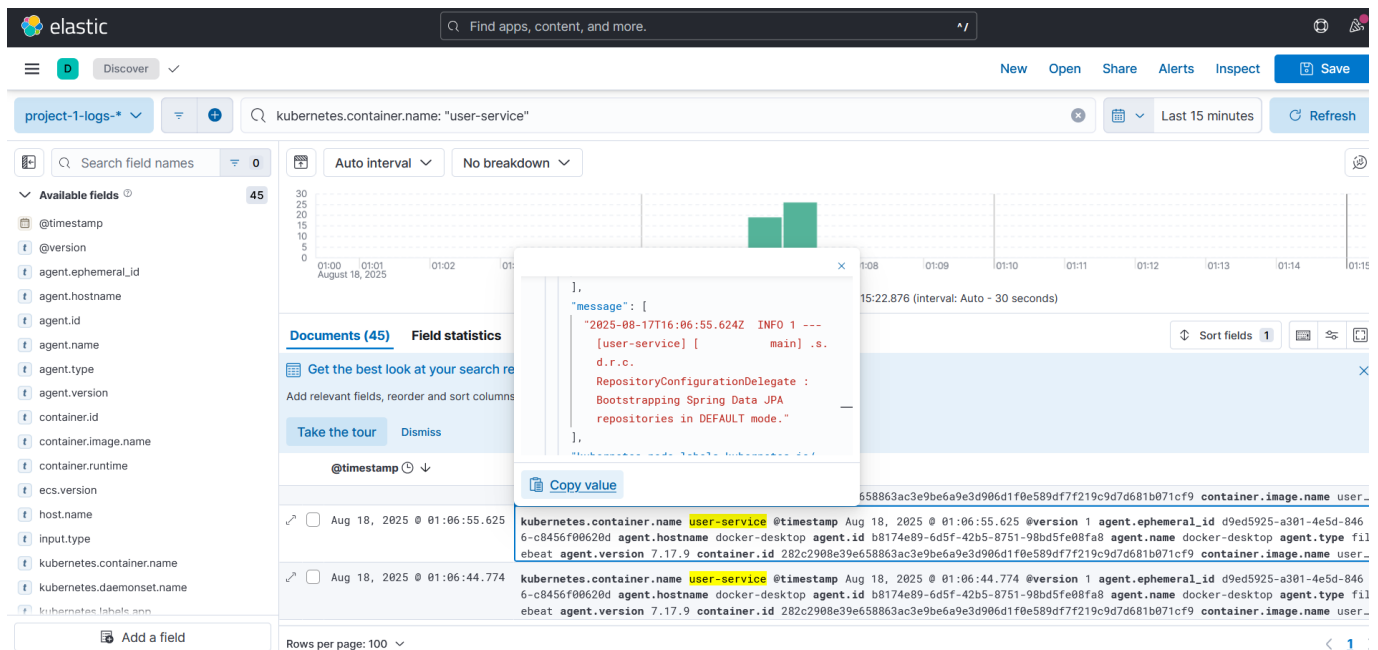 elastic
Find apps, content, and more.
^/
D
Discover
New
Open
Share
Alerts
Inspect
Save
project-1-logs-*
kubernetes.container.name: "user-service"
Last 15 minutes
Refresh
Search field names
0
Auto interval
No breakdown
Available fields
45
@timestamp
@version
agent.ephemeral_id
agent.hostname
agent.id
agent.name
agent.type
agent.version
container.id
container.image.name
container.runtime
ecs.version
host.name
input.type
kubernetes.container.name
kubernetes.daemonset.name
kubernetes.labels.app
Add a field
30
25
20
15
10
5
0
01:00
01:01
01:02
01:
1:08
01:09
01:10
01:11
01:12
01:13
01:14
01:15
August 18, 2025
15:22.876 (interval: Auto - 30 seconds)
Documents (45)
Field statistics
Sort fields
1
Get the best look at your search re
Add relevant fields, reorder and sort columns
Take the tour
Dismiss
],
"message": [
"2025-08-17T16:06:55.624Z  INFO 1 ---
[user-service] [           main] .s.
d.r.c.
RepositoryConfigurationDelegate :
Bootstrapping Spring Data JPA
repositories in DEFAULT mode."
],
Copy value
@timestamp
658863ac3e9be6a9e3d906d1f0e589df7f219c9d7d681b071cf9 container.image.name user…
Aug 18, 2025 @ 01:06:55.625
kubernetes.container.name user-service @timestamp Aug 18, 2025 @ 01:06:55.625 @version 1 agent.ephemeral_id d9ed5925-a301-4e5d-846
6-c8456f00620d agent.hostname docker-desktop agent.id b8174e89-6d5f-42b5-8751-98bd5fe08fa8 agent.name docker-desktop agent.type fil
ebeat agent.version 7.17.9 container.id 282c2908e39e658863ac3e9be6a9e3d906d1f0e589df7f219c9d7d681b071cf9 container.image.name user…
Aug 18, 2025 @ 01:06:44.774
kubernetes.container.name user-service @timestamp Aug 18, 2025 @ 01:06:44.774 @version 1 agent.ephemeral_id d9ed5925-a301-4e5d-846
6-c8456f00620d agent.hostname docker-desktop agent.id b8174e89-6d5f-42b5-8751-98bd5fe08fa8 agent.name docker-desktop agent.type fil
ebeat agent.version 7.17.9 container.id 282c2908e39e658863ac3e9be6a9e3d906d1f0e589df7f219c9d7d681b071cf9 container.image.name user…
Rows per page: 100
1